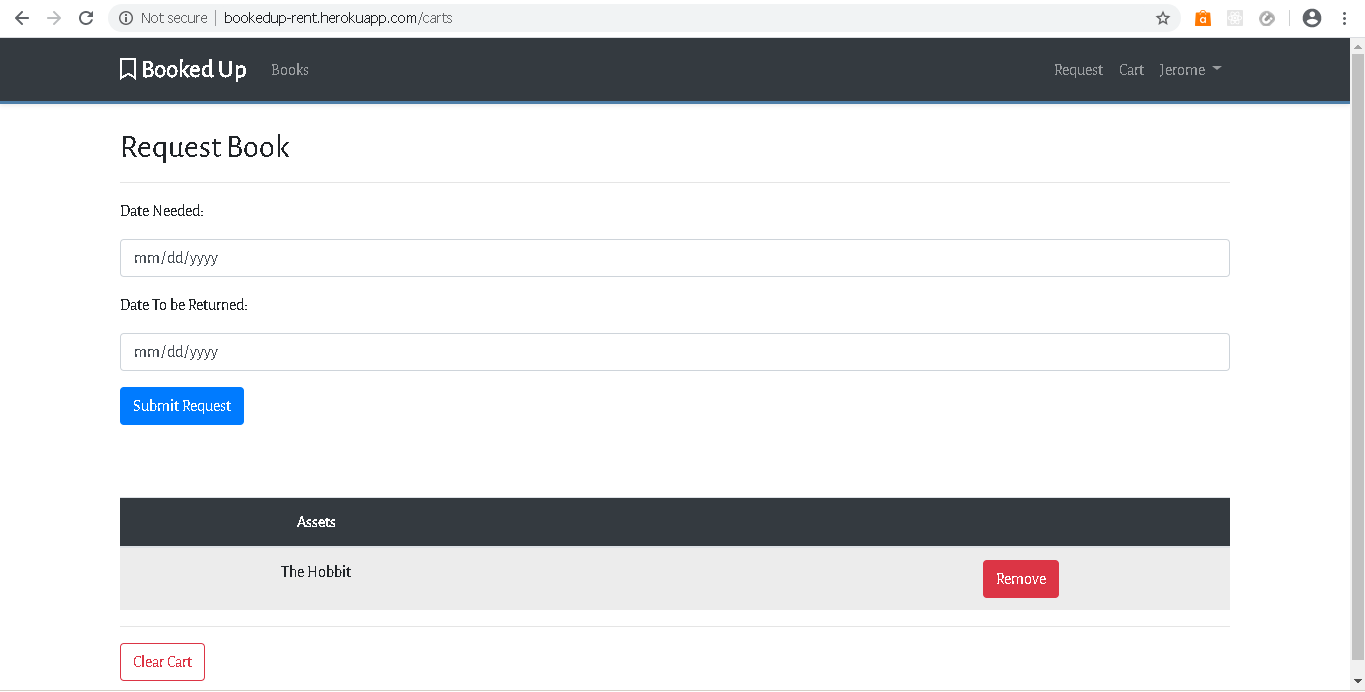 Not secure | bookedup-rent.herokuapp.com/carts
Booked Up Books Request Cart Jerome
Request Book
Date Needed:
mm/dd/yyyy
Date To be Returned:
mm/dd/yyyy
Submit Request
Assets
The Hobbit Remove
Clear Cart